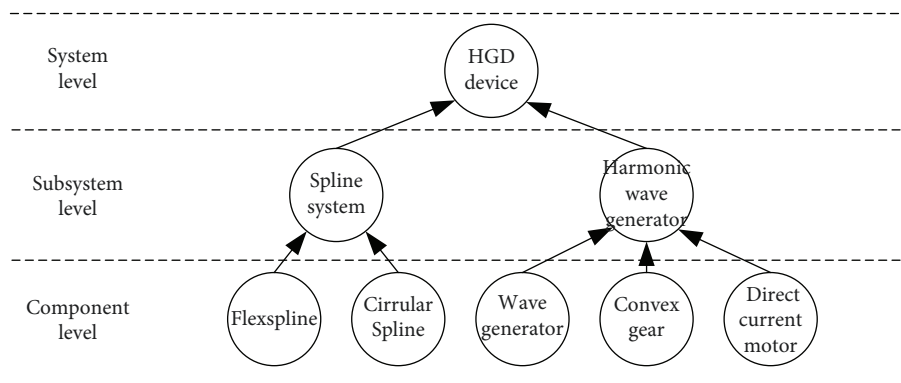 System
level
HGD
device
Subsystem
level
Spline
system
Harmonic
wave
generator
Component
level
Flexspline
Cirrular
Spline
Wave
generator
Convex
gear
Direct
current
motor